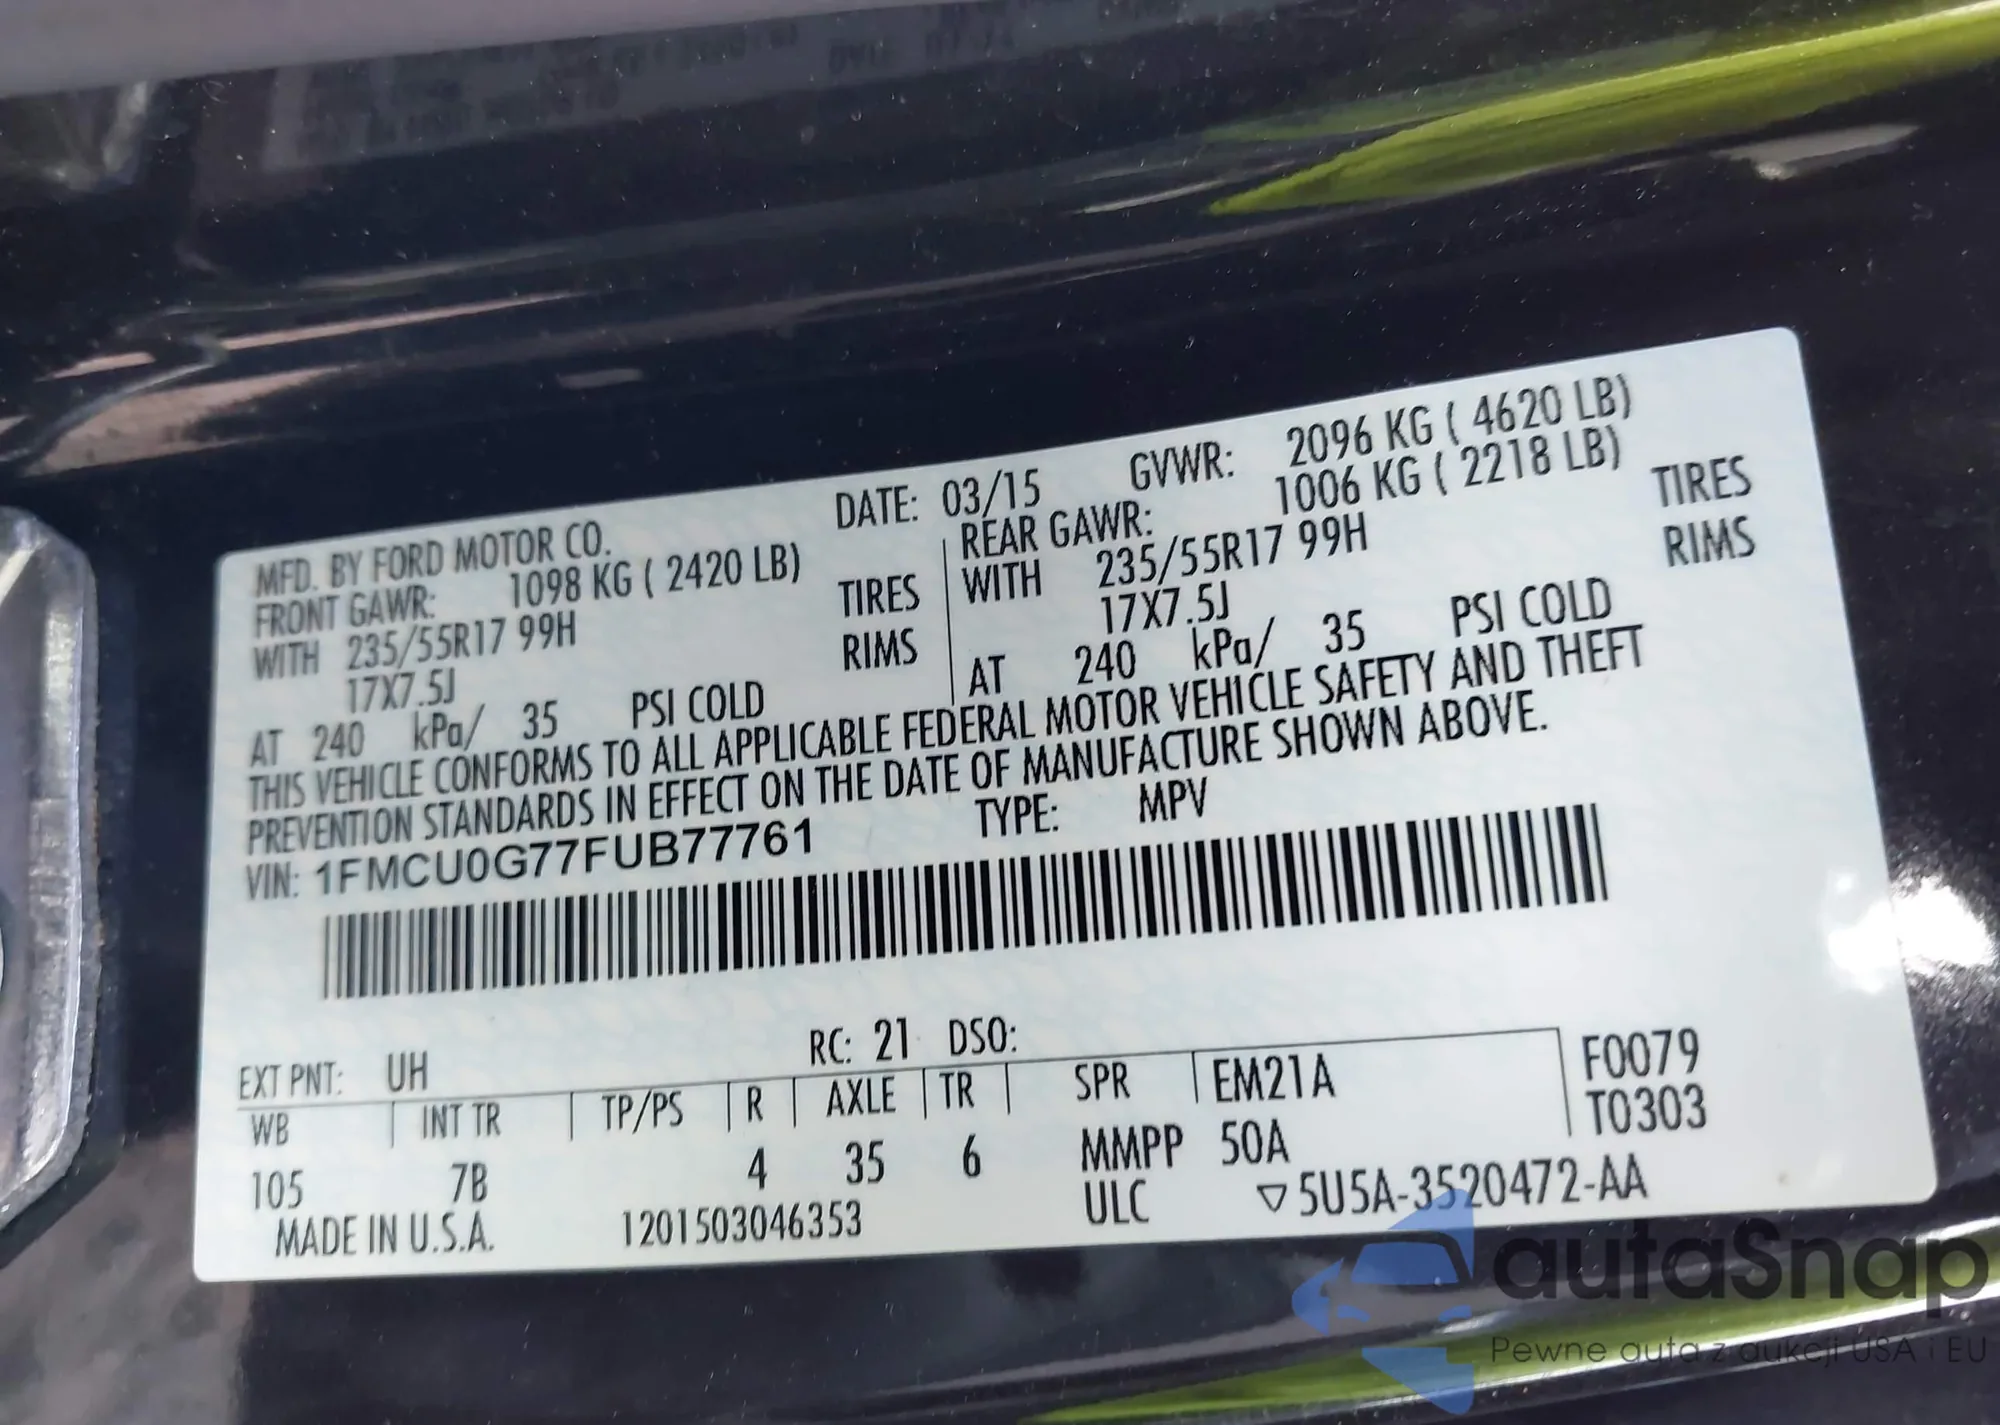 MFD. BY FORD MOTOR CO. DATE: 03/15 GVWR: 2096 KG ( 4620 LB)
FRONT GAWR: 1098 KG ( 2420 LB) REAR GAWR: 1006 KG ( 2218 LB)
WITH 235/55R17 99H TIRES WITH 235/55R17 99H TIRES
17X7.5J RIMS 17X7.5J RIMS
AT 240 kPa/ 35 PSI COLD AT 240 kPa/ 35 PSI COLD
THIS VEHICLE CONFORMS TO ALL APPLICABLE FEDERAL MOTOR VEHICLE SAFETY AND THEFT
PREVENTION STANDARDS IN EFFECT ON THE DATE OF MANUFACTURE SHOWN ABOVE.
VIN: 1FMCU0G77FUB77761 TYPE: MPV
EXT PNT: UH RC: 21 DSO: F0079
WB INT TR TP/PS R AXLE TR SPR EM21A T0303
105 7B 4 35 6 MMPP 50A
MADE IN U.S.A. 1201503046353 ULC ▽5U5A-3520472-AA
autaSnap
Pewne auta z aukcji USA i EU